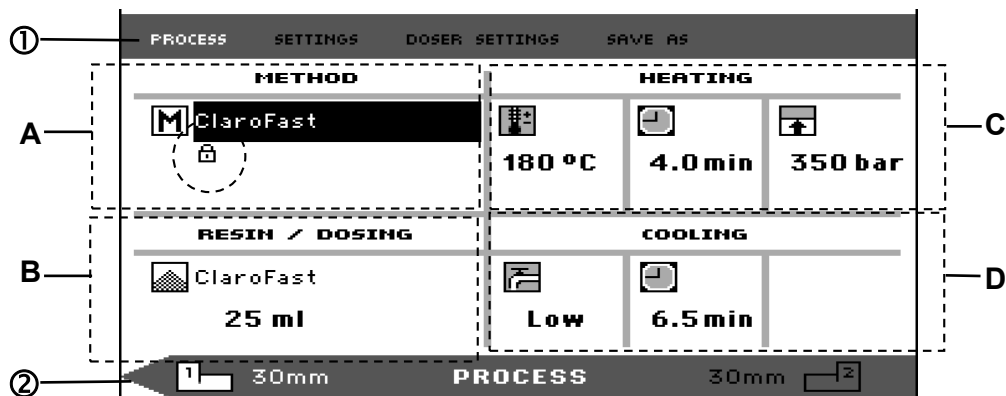 ① PROCESS SETTINGS DOSER SETTINGS SAVE AS
METHOD HEATING
A M ClaroFast C
180 ºC 4.0 min 350 bar
RESIN / DOSING COOLING
B ClaroFast D
25 ml Low 6.5 min
② 1 30mm PROCESS 30mm 2